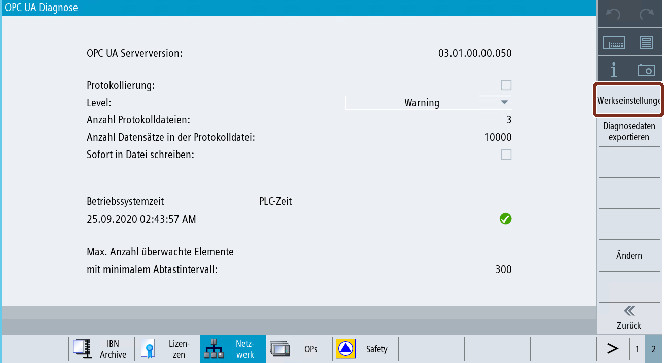 OPC UA Diagnose
OPC UA Serverversion: 03.01.00.00.050
Protokollierung:
Level: Warning
Anzahl Protokolldateien: 3
Anzahl Datensätze in der Protokolldatei: 10000
Sofort in Datei schreiben:
Betriebssystemzeit PLC-Zeit
25.09.2020 02:43:57 AM
Max. Anzahl überwachte Elemente
mit minimalem Abtastintervall: 300
Werkseinstellunge
Diagnosedaten
exportieren
Ändern
Zurück
IBN
Archive
Lizen-
zen
Netz-
werk
OPs
Safety
> 1 2